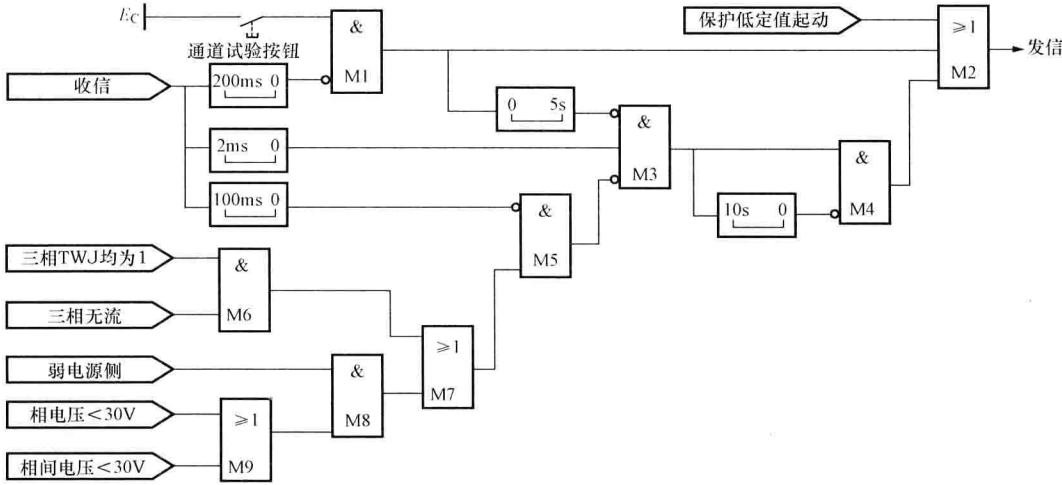 E_C
通道试验按钮
&
M1
保护低定值起动
≥1
M2
发信
收信
200ms 0
0 5s
&
M3
2ms 0
&
M4
100ms 0
10s 0
&
M5
三相TWJ均为1
&
M6
三相无流
≥1
M7
弱电源侧
&
M8
相电压<30V
≥1
M9
相间电压<30V